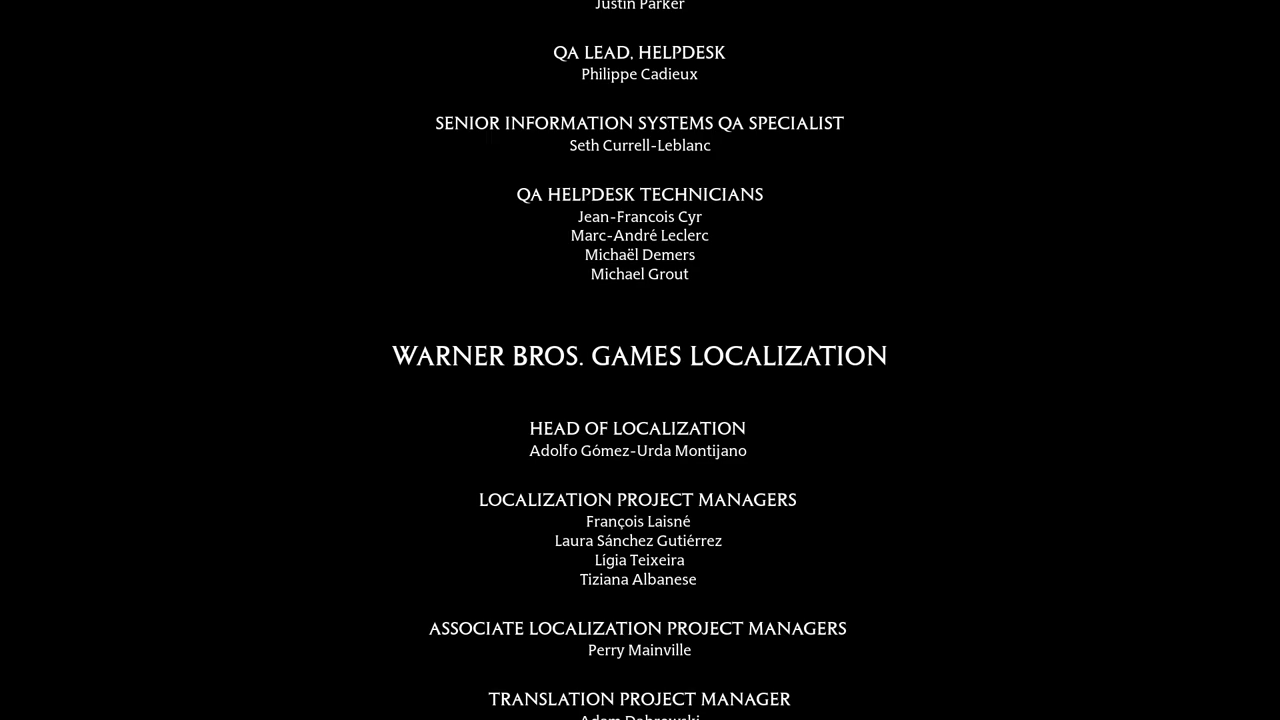 Justin Parker
QA LEAD, HELPDESK
Philippe Cadieux
SENIOR INFORMATION SYSTEMS QA SPECIALIST
Seth Currell-Leblanc
QA HELPDESK TECHNICIANS
Jean-Francois Cyr
Marc-André Leclerc
Michaël Demers
Michael Grout
WARNER BROS. GAMES LOCALIZATION
HEAD OF LOCALIZATION
Adolfo Gómez-Urda Montijano
LOCALIZATION PROJECT MANAGERS
François Laisné
Laura Sánchez Gutiérrez
Lígia Teixeira
Tiziana Albanese
ASSOCIATE LOCALIZATION PROJECT MANAGERS
Perry Mainville
TRANSLATION PROJECT MANAGER